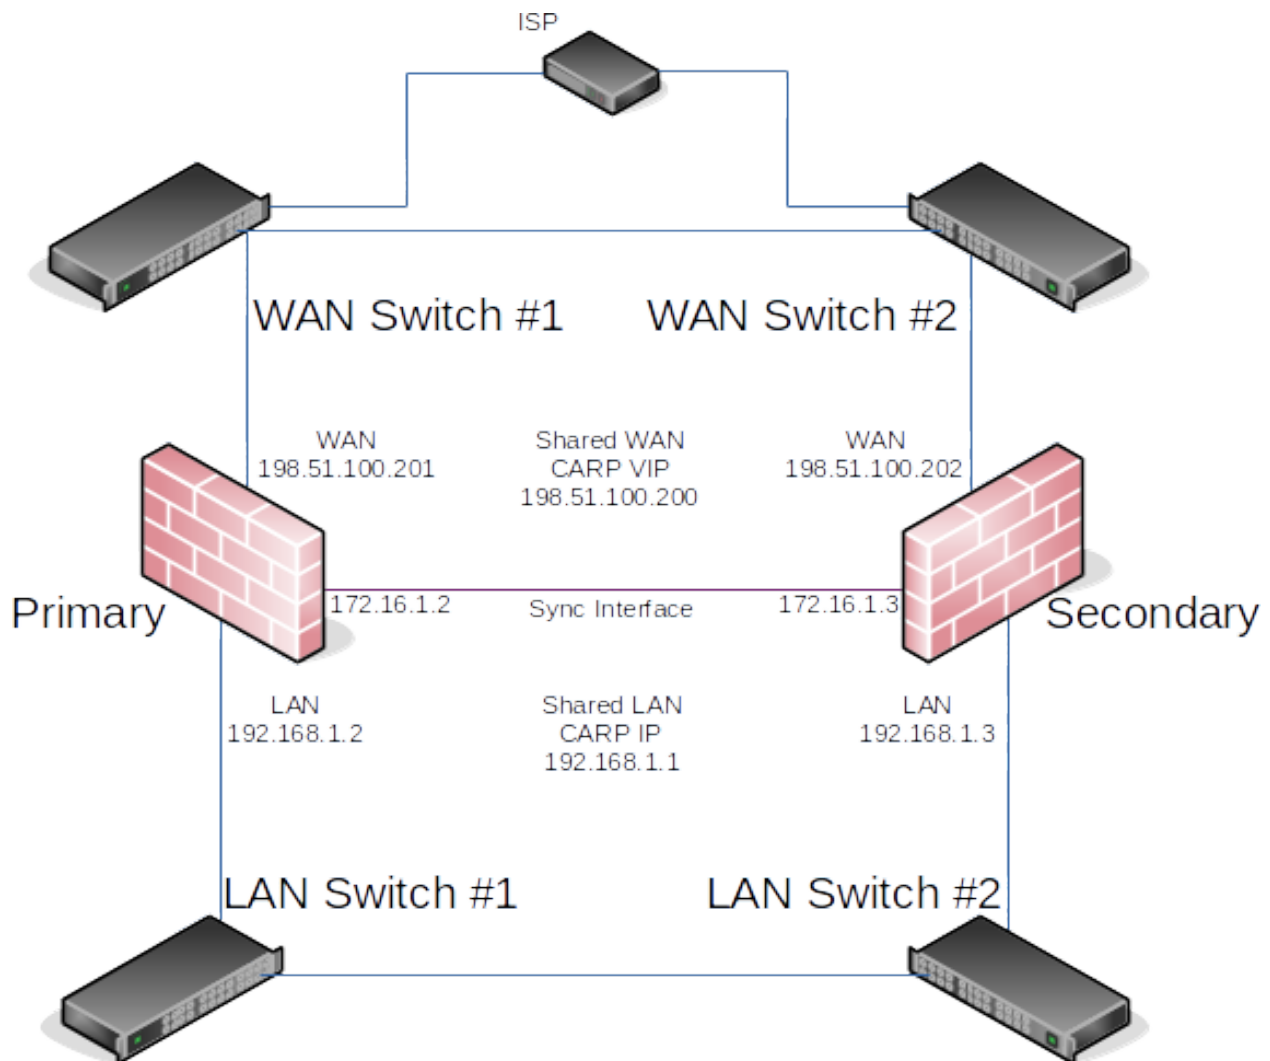 ISP
WAN Switch #1
WAN Switch #2
WAN
198.51.100.201
Shared WAN
CARP VIP
198.51.100.200
WAN
198.51.100.202
Primary
172.16.1.2
Sync Interface
172.16.1.3
Secondary
LAN
192.168.1.2
Shared LAN
CARP IP
192.168.1.1
LAN
192.168.1.3
LAN Switch #1
LAN Switch #2